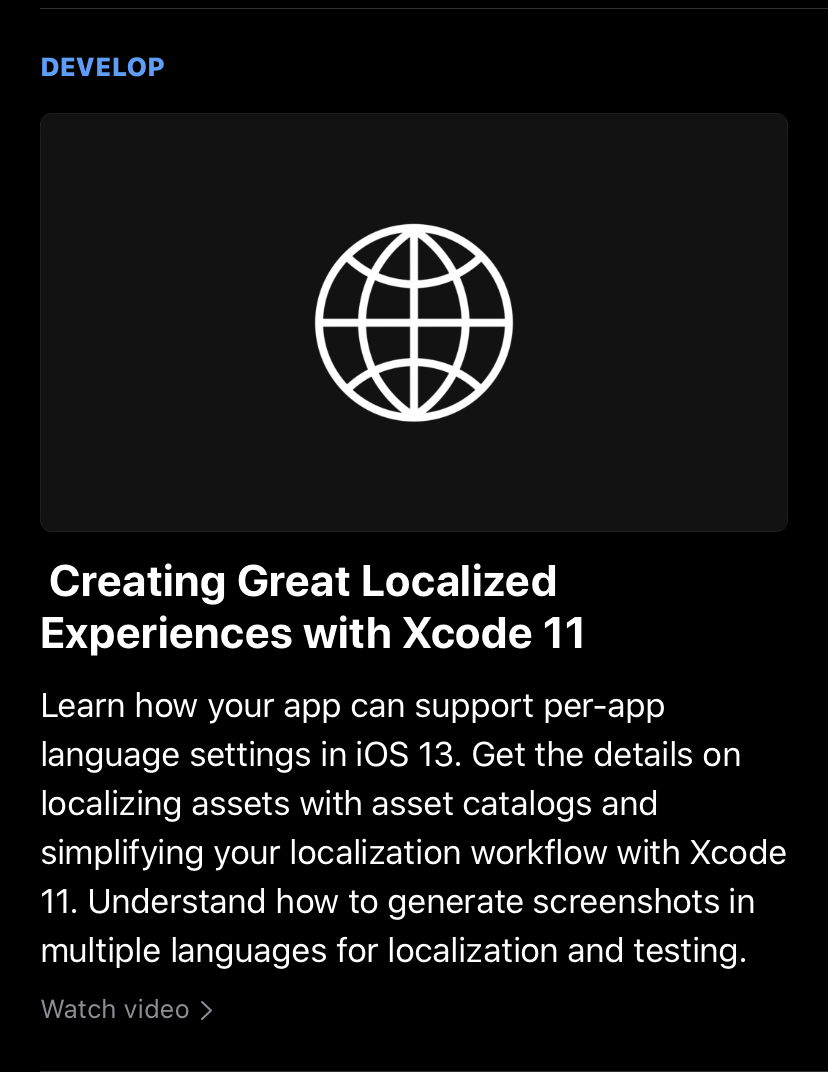 DEVELOP
Creating Great Localized
Experiences with Xcode 11
Learn how your app can support per-app
language settings in iOS 13. Get the details on
localizing assets with asset catalogs and
simplifying your localization workflow with Xcode
11. Understand how to generate screenshots in
multiple languages for localization and testing.
Watch video >